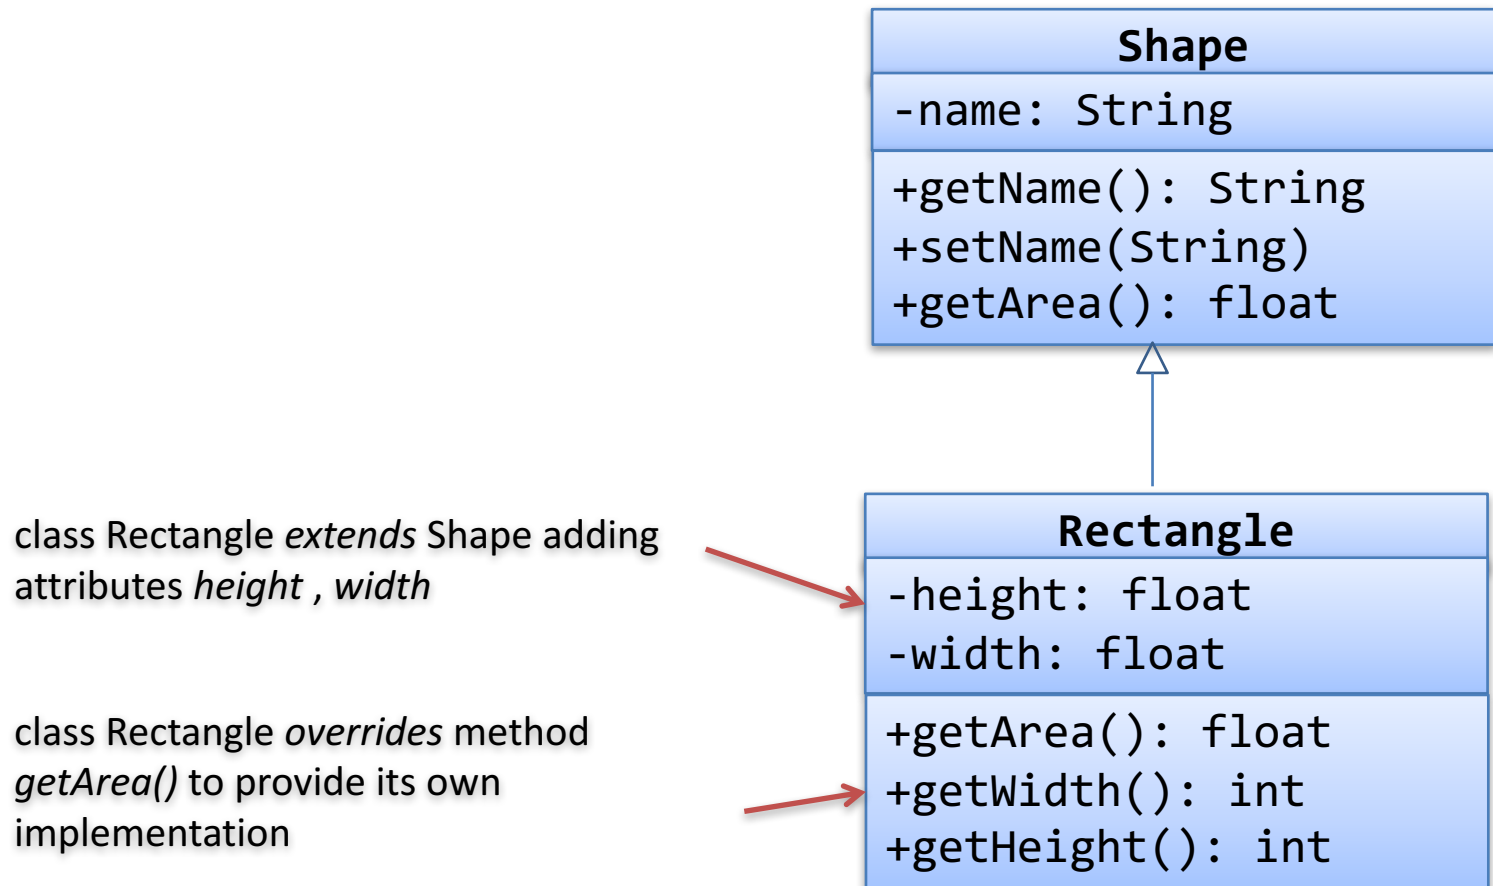 Shape
-name: String
+getName(): String
+setName(String)
+getArea(): float
class Rectangle extends Shape adding
attributes height , width
class Rectangle overrides method
getArea() to provide its own
implementation
Rectangle
-height: float
-width: float
+getArea(): float
+getWidth(): int
+getHeight(): int